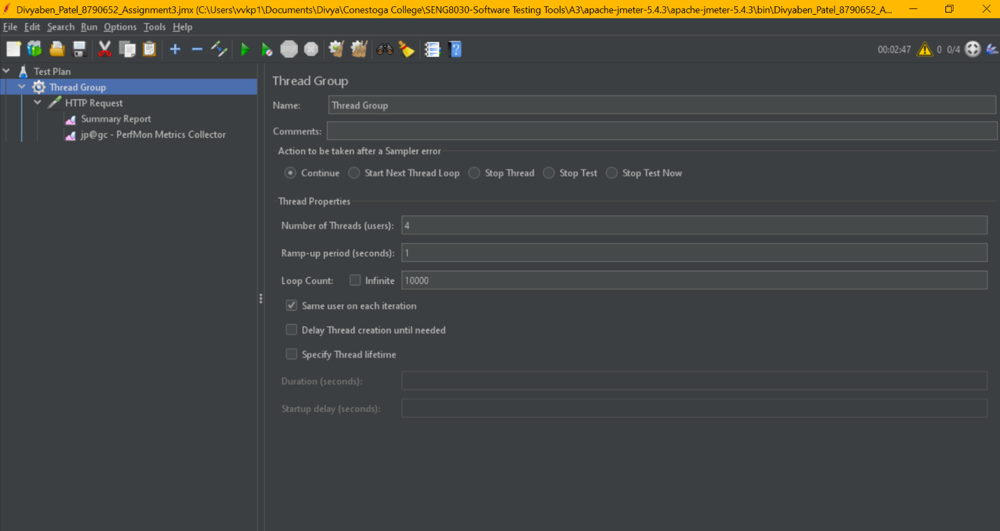 Divyaben_Patel_8790652_Assignment3.jmx (C:\Users\vvkp1\Documents\Divya\Conestoga College\SENG8030-Software Testing Tools\A3\apache-jmeter-5.4.3\apache-jmeter-5.4.3\bin\Divyaben_Patel_8790652_A...
File Edit Search Run Options Tools Help
STOP 00:02:47 0 0/4
Test Plan
Thread Group
HTTP Request
Summary Report
jp@gc - PerfMon Metrics Collector
Thread Group
Name: Thread Group
Comments:
Action to be taken after a Sampler error
Continue Start Next Thread Loop Stop Thread Stop Test Stop Test Now
Thread Properties
Number of Threads (users): 4
Ramp-up period (seconds): 1
Loop Count: Infinite 10000
Same user on each iteration
Delay Thread creation until needed
Specify Thread lifetime
Duration (seconds):
Startup delay (seconds):